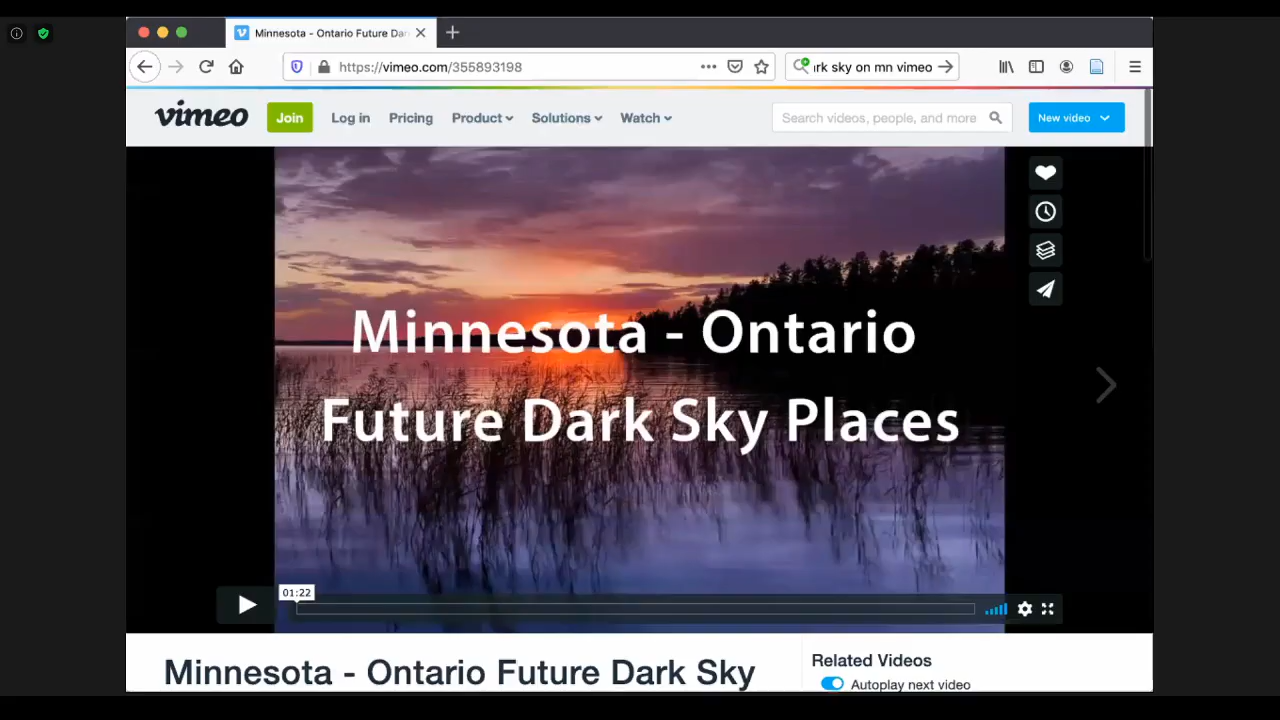 Minnesota - Ontario Future Dar
https://vimeo.com/355893198
ark sky on mn vimeo
vimeo
Join
Log in
Pricing
Product
Solutions
Watch
Search videos, people, and more
New video
Minnesota - Ontario
Future Dark Sky Places
01:22
Minnesota - Ontario Future Dark Sky
Related Videos
Autoplay next video